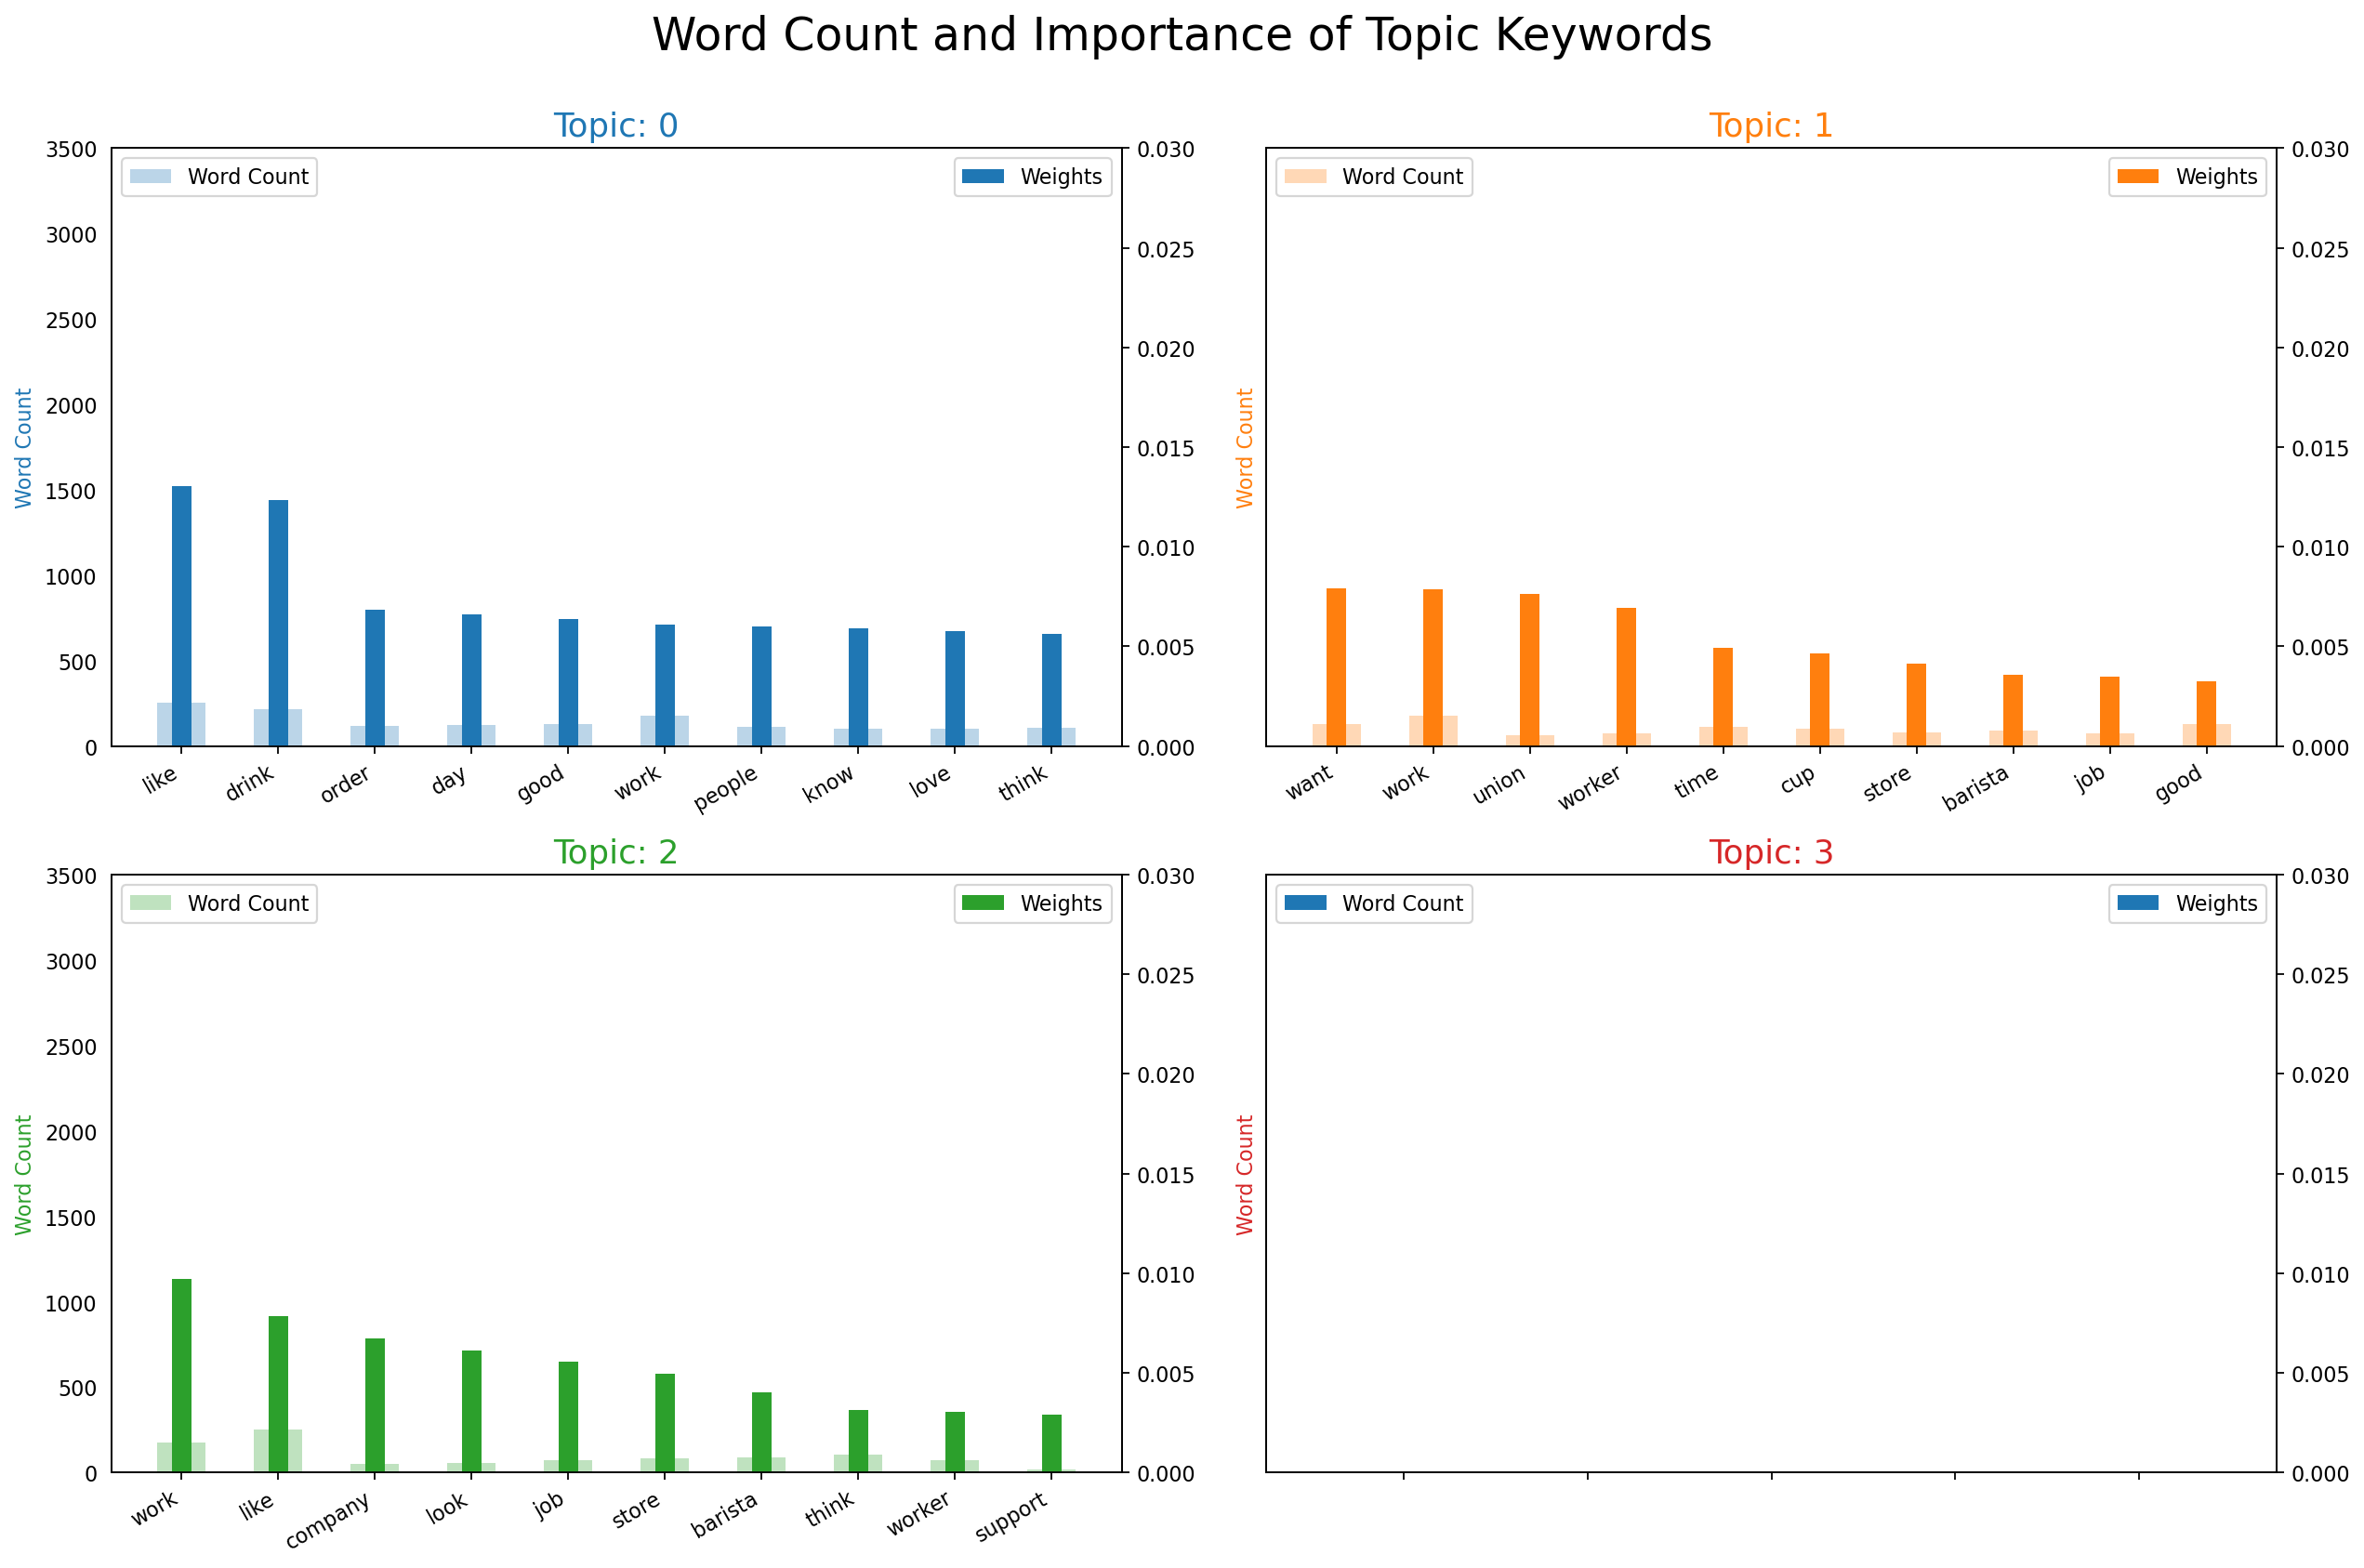 Word Count and Importance of Topic Keywords
Topic: 0
Word Count
Weights
Word Count
3500
3000
2500
2000
1500
1000
500
0
0.030
0.025
0.020
0.015
0.010
0.005
0.000
like drink order day good work people know love think
Topic: 1
Word Count
Weights
Word Count
0.030
0.025
0.020
0.015
0.010
0.005
0.000
want work union worker time cup store barista job good
Topic: 2
Word Count
Weights
Word Count
3500
3000
2500
2000
1500
1000
500
0
0.030
0.025
0.020
0.015
0.010
0.005
0.000
work like company look job store barista think worker support
Topic: 3
Word Count
Weights
Word Count
0.030
0.025
0.020
0.015
0.010
0.005
0.000